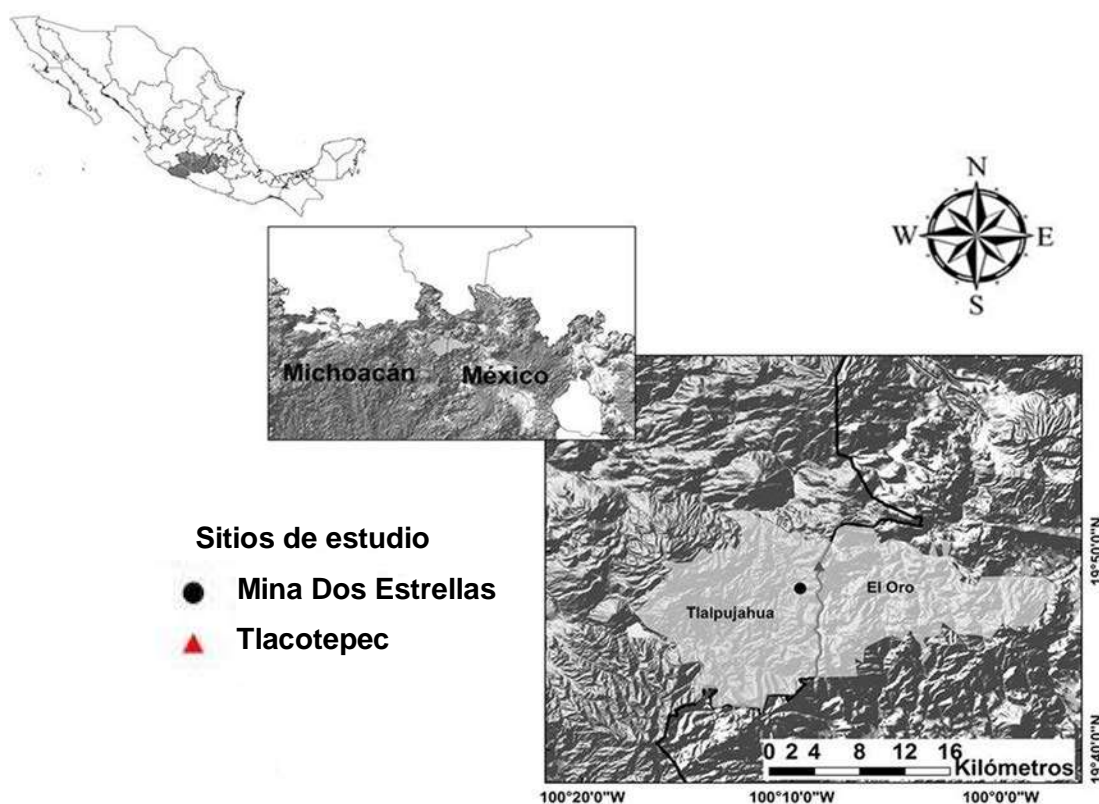 N
W E
S
Michoacán México
Sitios de estudio
Mina Dos Estrellas
Tlacotepec
Tlalpujahua
El Oro
19°50'0"N
19°40'0"N
0 2 4 8 12 16
Kilómetros
100°20'0"W 100°10'0"W 100°0'0"W